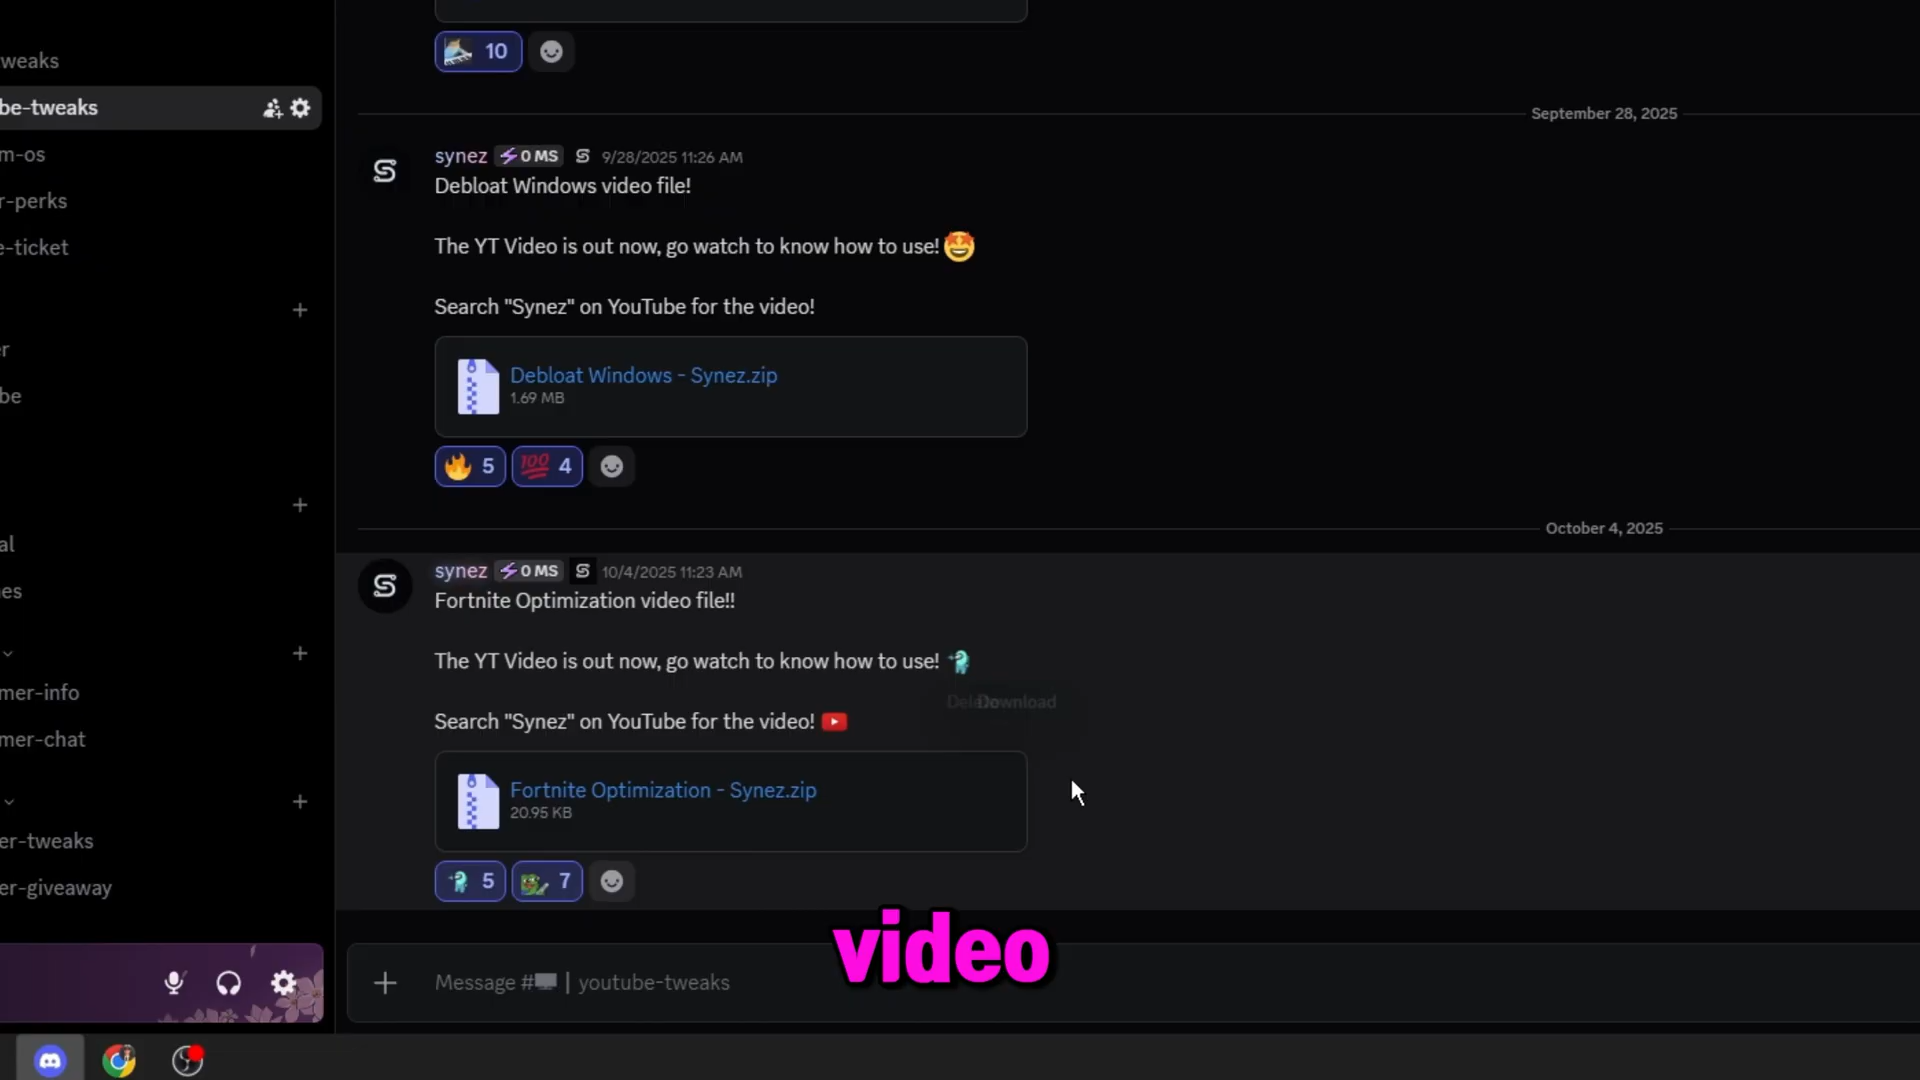 10
weaks
be-tweaks
m-os
r-perks
e-ticket
er
be
al
nes
mer-info
mer-chat
er-tweaks
er-giveaway
September 28, 2025
synez 0 MS S 9/28/2025 11:26 AM
Debloat Windows video file!
The YT Video is out now, go watch to know how to use!
Search "Synez" on YouTube for the video!
Debloat Windows - Synez.zip
1.69 MB
5 100 4
October 4, 2025
synez 0 MS S 10/4/2025 11:23 AM
Fortnite Optimization video file!!
The YT Video is out now, go watch to know how to use!
Download
Search "Synez" on YouTube for the video!
Fortnite Optimization - Synez.zip
20.95 KB
5 7
video
Message # | youtube-tweaks